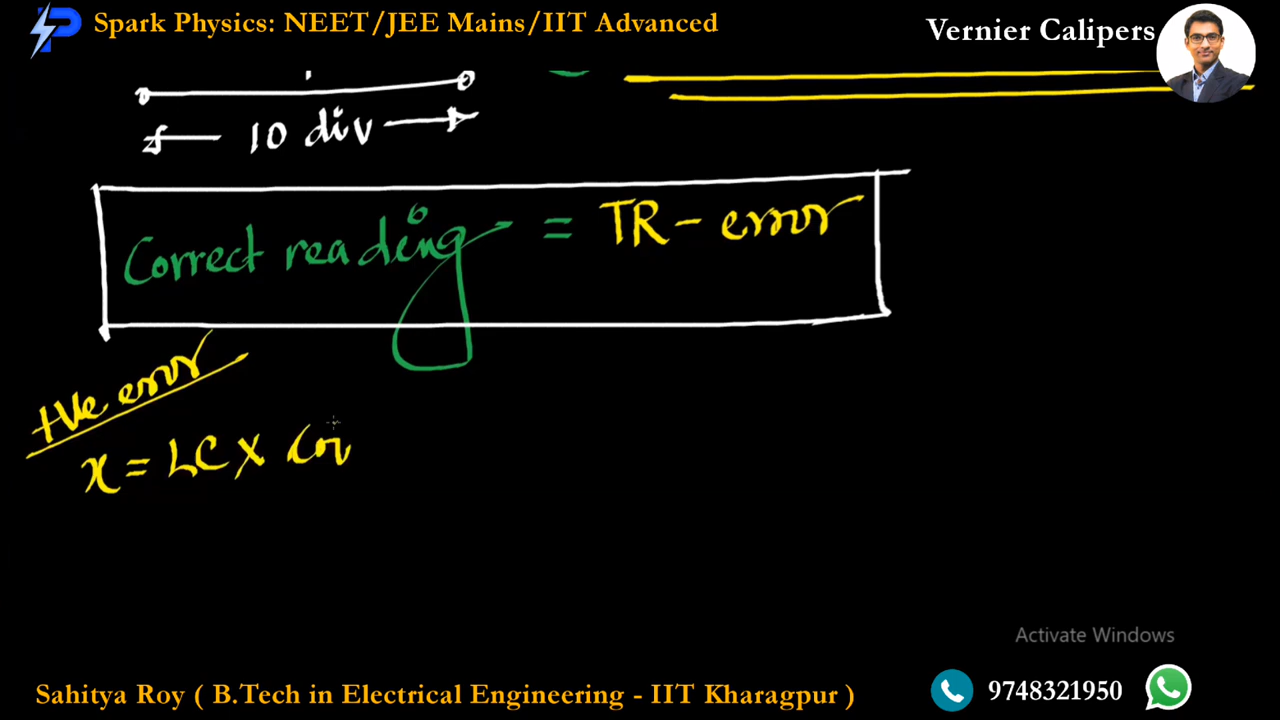 Spark Physics: NEET/JEE Mains/IIT Advanced
Vernier Calipers
10 div
Correct reading = TR - error
+ve error
x = LC × Coi
Activate Windows
Sahitya Roy ( B.Tech in Electrical Engineering - IIT Kharagpur )
9748321950